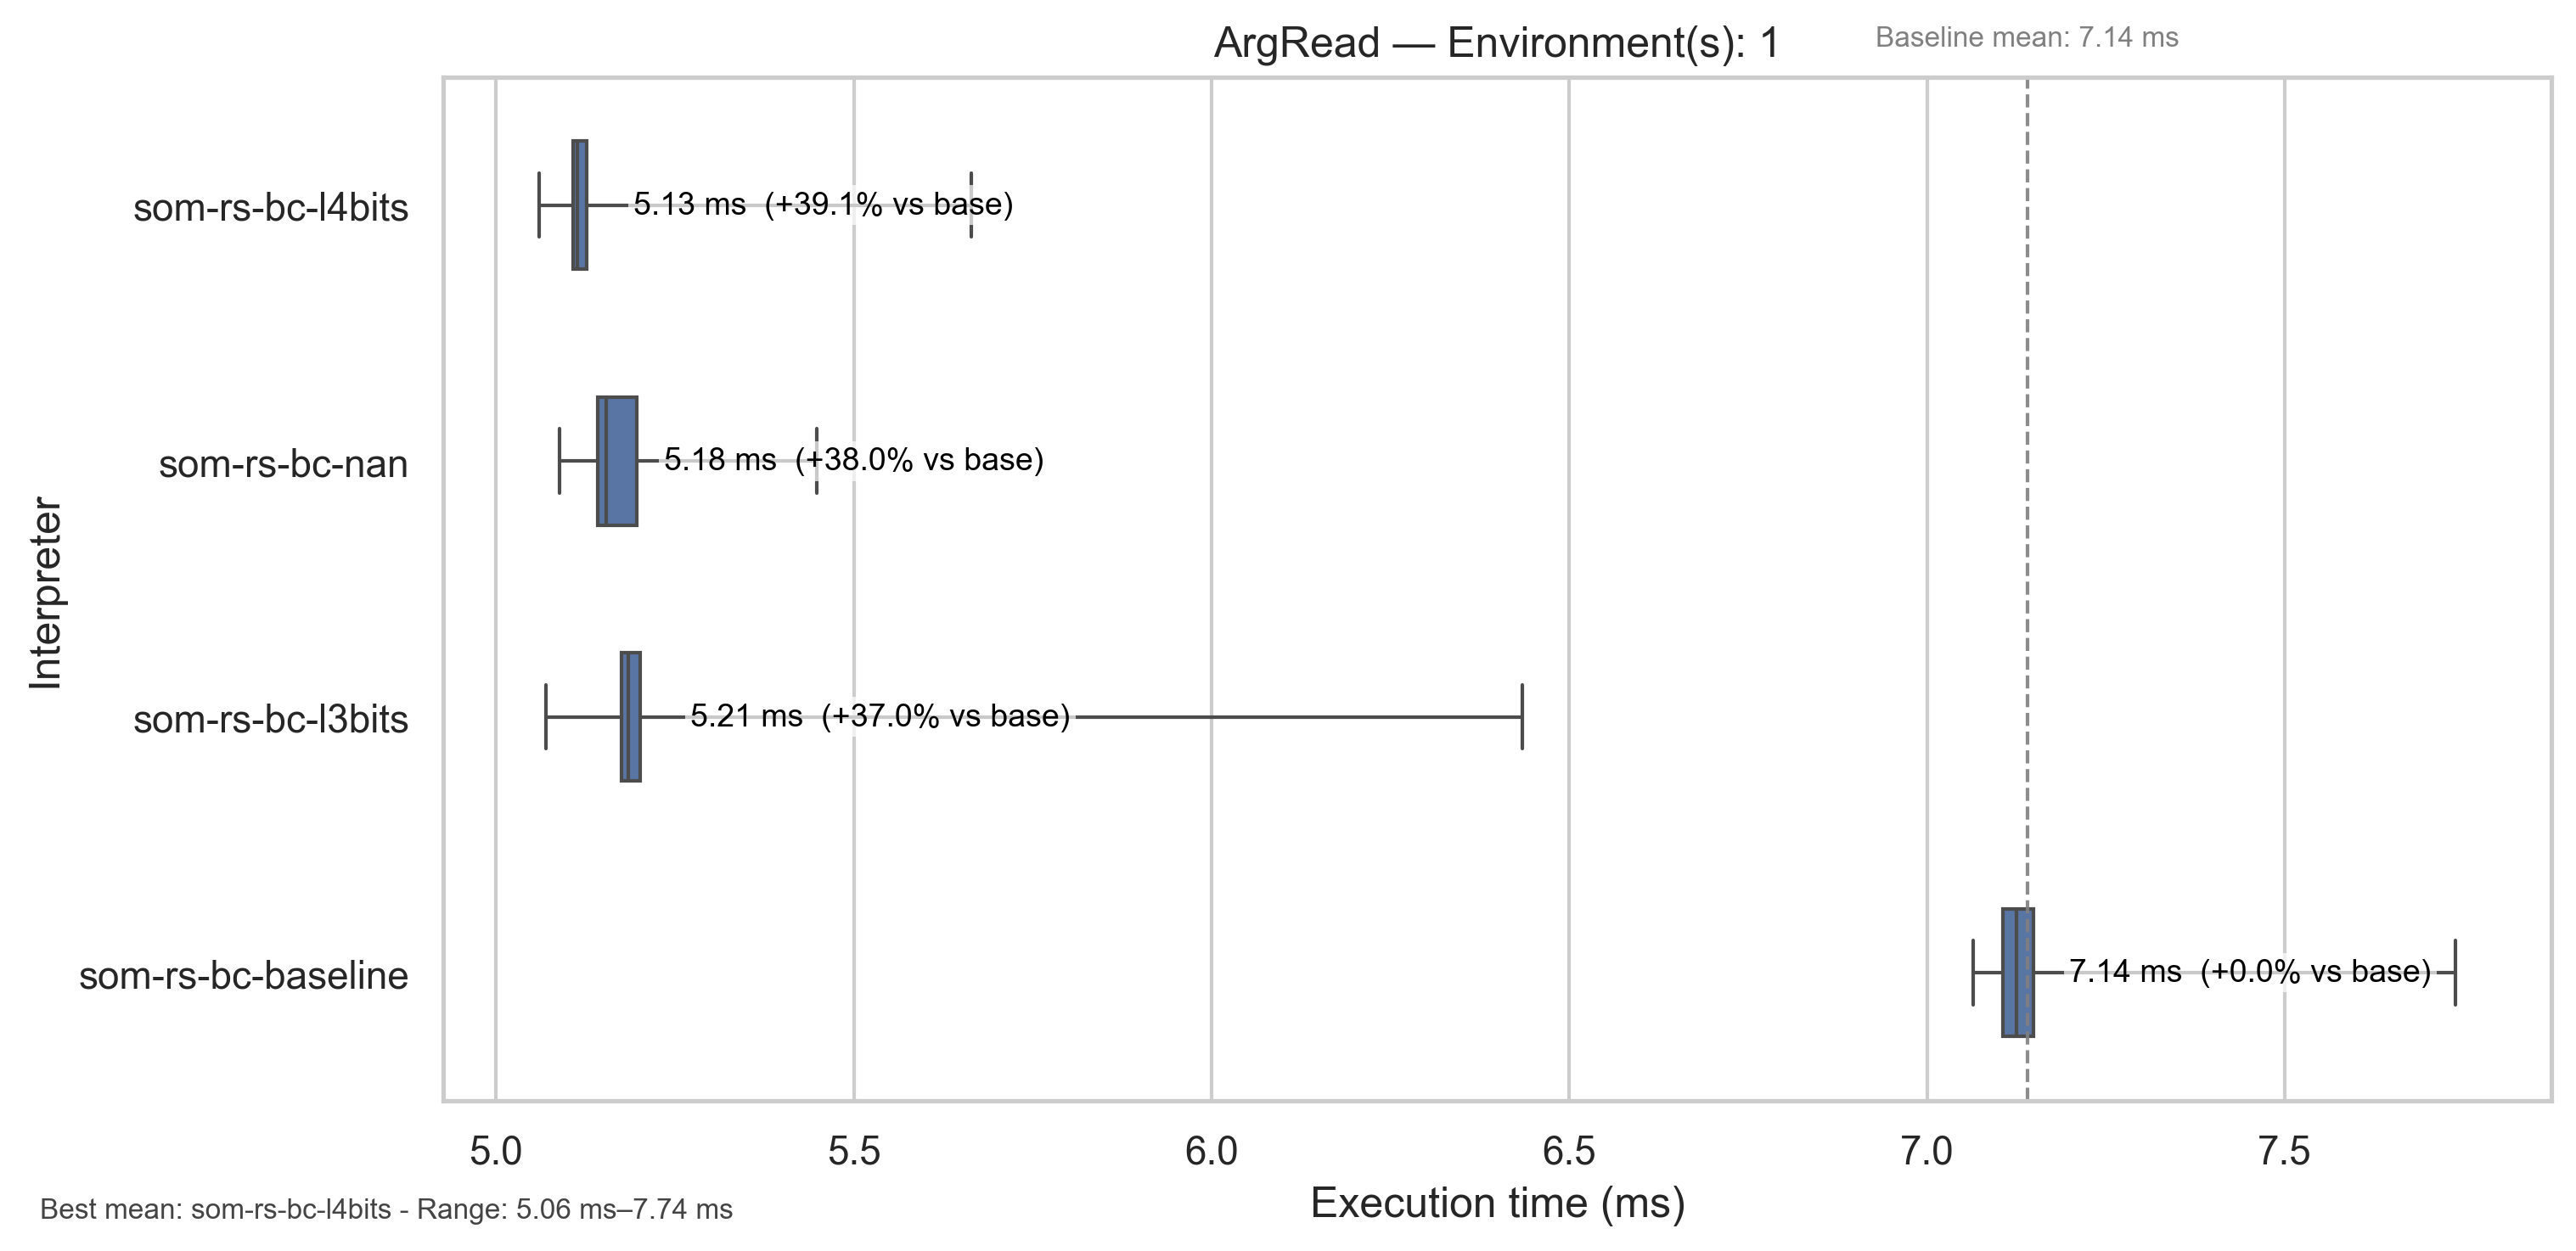 ArgRead — Environment(s): 1
Baseline mean: 7.14 ms
Interpreter
som-rs-bc-l4bits
5.13 ms (+39.1% vs base)
som-rs-bc-nan
5.18 ms (+38.0% vs base)
som-rs-bc-l3bits
5.21 ms (+37.0% vs base)
som-rs-bc-baseline
7.14 ms (+0.0% vs base)
5.0 5.5 6.0 6.5 7.0 7.5
Execution time (ms)
Best mean: som-rs-bc-l4bits - Range: 5.06 ms–7.74 ms